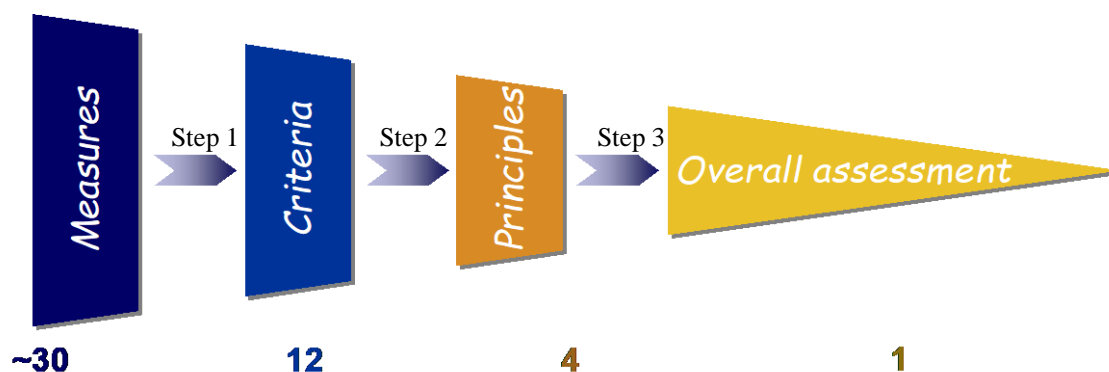 Measures
Step 1
Criteria
Step 2
Principles
Step 3
Overall assessment
~30
12
4
1